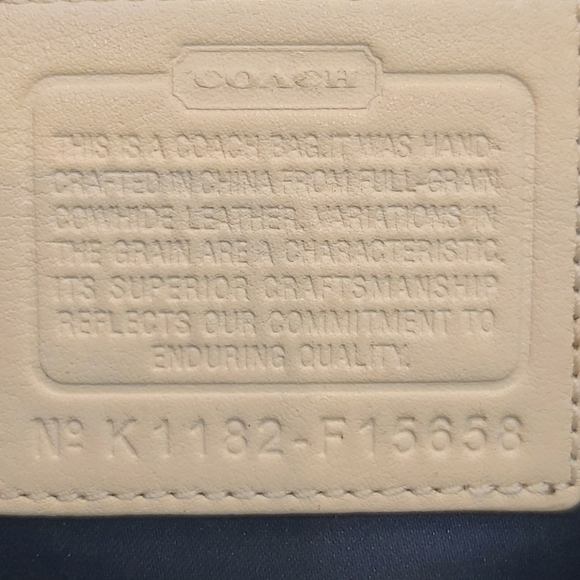 COACH
THIS IS A COACH BAG. IT WAS HAND-
CRAFTED IN CHINA FROM FULL-GRAIN
COWHIDE LEATHER. VARIATIONS IN
THE GRAIN ARE A CHARACTERISTIC.
ITS SUPERIOR CRAFTSMANSHIP
REFLECTS OUR COMMITMENT TO
ENDURING QUALITY.
Nº K1182-F15658